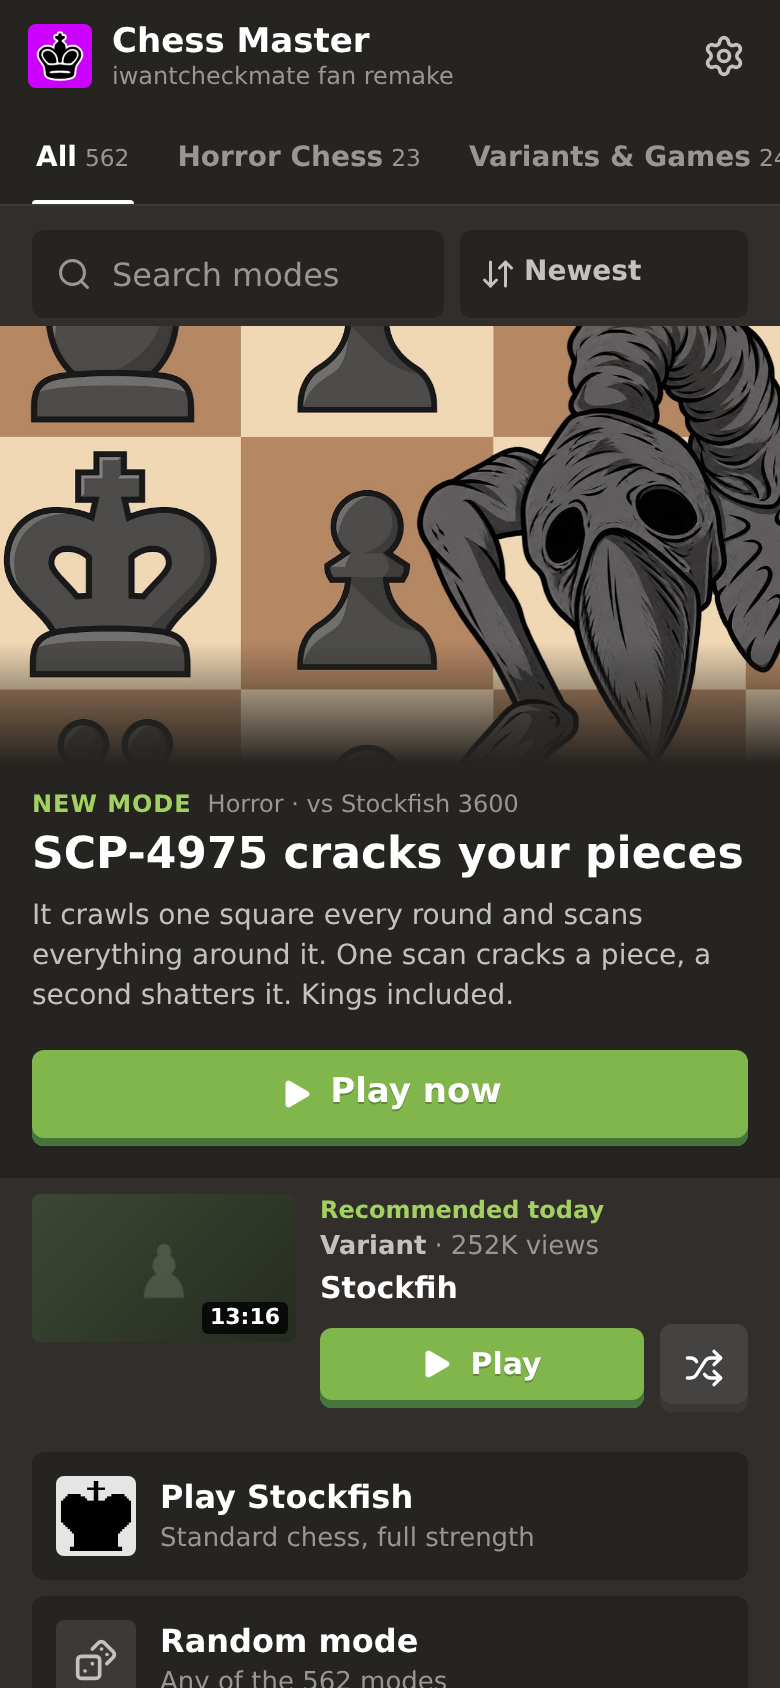 Chess Master
iwantcheckmate fan remake
All 562
Horror Chess 23
Variants & Games 24
Search modes
Newest
NEW MODE Horror · vs Stockfish 3600
SCP-4975 cracks your pieces
It crawls one square every round and scans
everything around it. One scan cracks a piece, a
second shatters it. Kings included.
Play now
13:16
Recommended today
Variant · 252K views
Stockfih
Play
Play Stockfish
Standard chess, full strength
Random mode
Any of the 562 modes